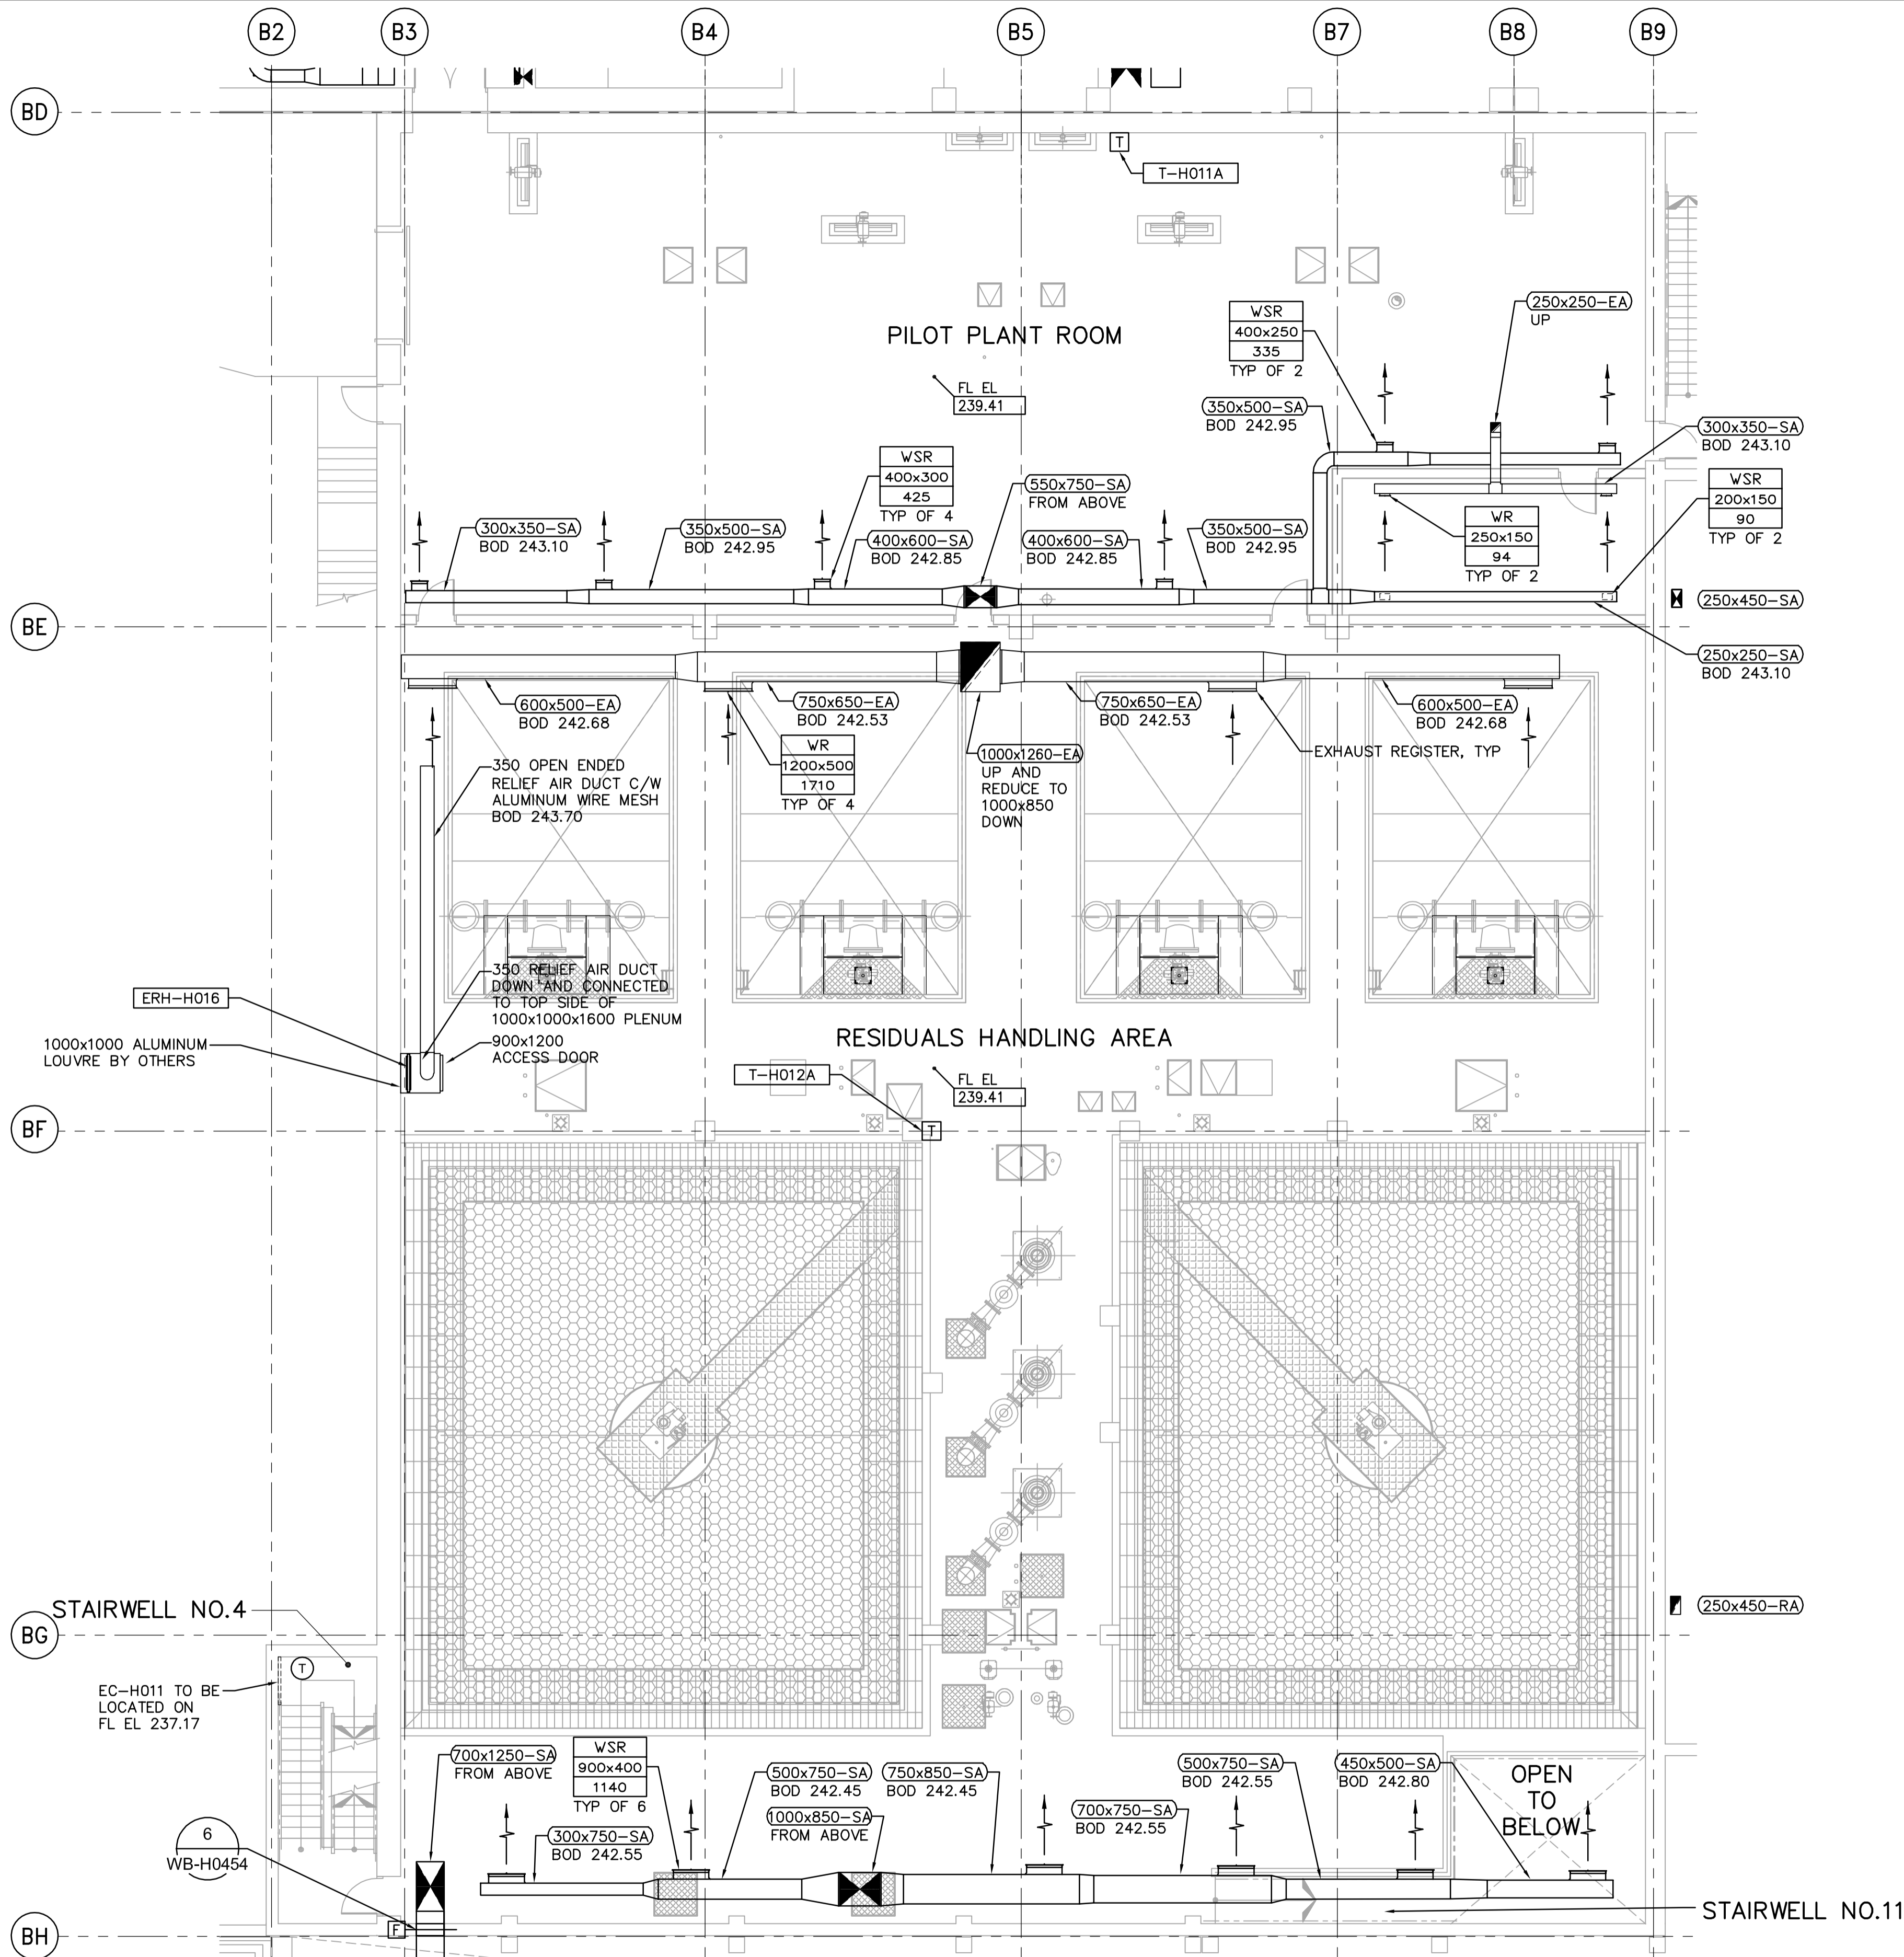 B2
B3
B4
B5
B7
B8
B9
BD
T
T-H011A
PILOT PLANT ROOM
FL EL
239.41
WSR
400x250
335
TYP OF 2
250x250-EA
UP
350x500-SA
BOD 242.95
300x350-SA
BOD 243.10
WSR
200x150
90
TYP OF 2
WSR
400x300
425
TYP OF 4
550x750-SA
FROM ABOVE
WR
250x150
94
TYP OF 2
300x350-SA
BOD 243.10
350x500-SA
BOD 242.95
400x600-SA
BOD 242.85
400x600-SA
BOD 242.85
350x500-SA
BOD 242.95
250x450-SA
BE
250x250-SA
BOD 243.10
600x500-EA
BOD 242.68
750x650-EA
BOD 242.53
750x650-EA
BOD 242.53
600x500-EA
BOD 242.68
WR
1200x500
1710
TYP OF 4
1000x1260-EA
UP AND
REDUCE TO
1000x850
DOWN
EXHAUST REGISTER, TYP
350 OPEN ENDED
RELIEF AIR DUCT C/W
ALUMINUM WIRE MESH
BOD 243.70
350 RELIEF AIR DUCT
DOWN AND CONNECTED
TO TOP SIDE OF
1000x1000x1600 PLENUM
ERH-H016
1000x1000 ALUMINUM
LOUVRE BY OTHERS
900x1200
ACCESS DOOR
RESIDUALS HANDLING AREA
T-H012A
FL EL
239.41
BF
T
STAIRWELL NO.4
250x450-RA
BG
T
EC-H011 TO BE
LOCATED ON
FL EL 237.17
700x1250-SA
FROM ABOVE
WSR
900x400
1140
TYP OF 6
500x750-SA
BOD 242.45
750x850-SA
BOD 242.45
500x750-SA
BOD 242.55
450x500-SA
BOD 242.80
OPEN
TO
BELOW
1000x850-SA
FROM ABOVE
700x750-SA
BOD 242.55
300x750-SA
BOD 242.55
6
WB-H0454
STAIRWELL NO.11
F
BH